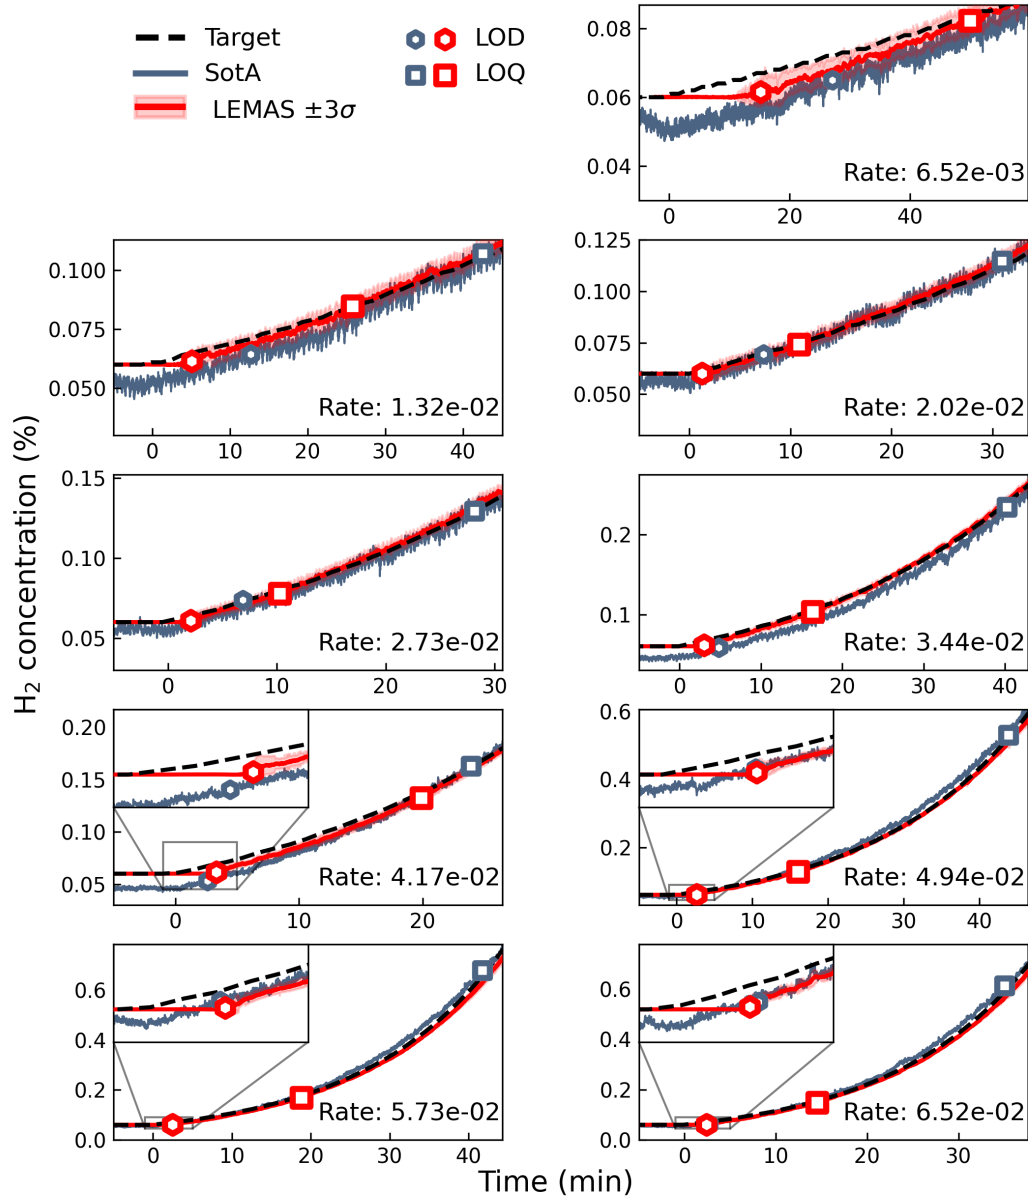 Target
SotA
LEMAS ±3σ
LOD
LOQ
0.08
0.06
0.04
Rate: 6.52e-03
0 20 40
0.100
0.075
0.050
Rate: 1.32e-02
0 10 20 30 40
0.125
0.100
0.075
0.050
Rate: 2.02e-02
0 10 20 30
0.15
0.10
0.05
Rate: 2.73e-02
0 10 20 30
0.2
0.1
Rate: 3.44e-02
0 10 20 30 40
0.20
0.15
0.10
0.05
Rate: 4.17e-02
0 10 20
0.6
0.4
0.2
Rate: 4.94e-02
0 10 20 30 40
0.6
0.4
0.2
0.0
Rate: 5.73e-02
0 10 20 30 40
0.6
0.4
0.2
0.0
Rate: 6.52e-02
0 10 20 30
H₂ concentration (%)
Time (min)